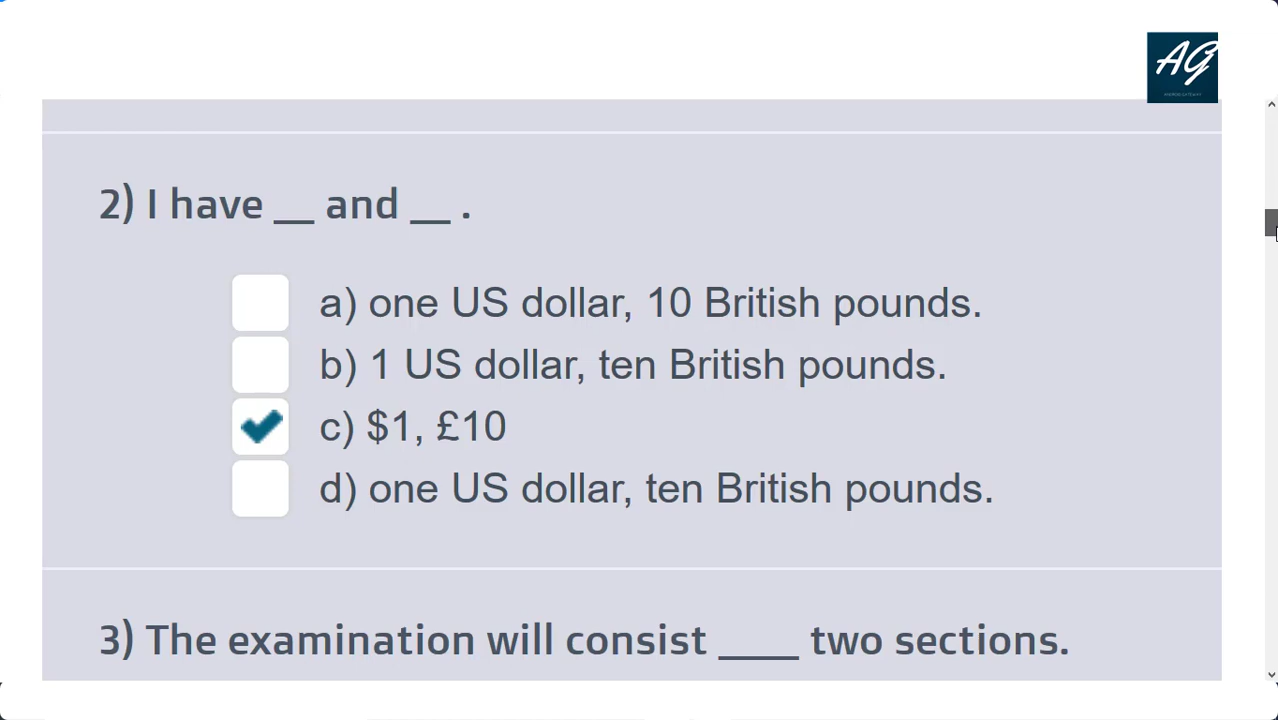 AG
2) I have __ and __ .
a) one US dollar, 10 British pounds.
b) 1 US dollar, ten British pounds.
c) $1, £10
d) one US dollar, ten British pounds.
3) The examination will consist ____ two sections.